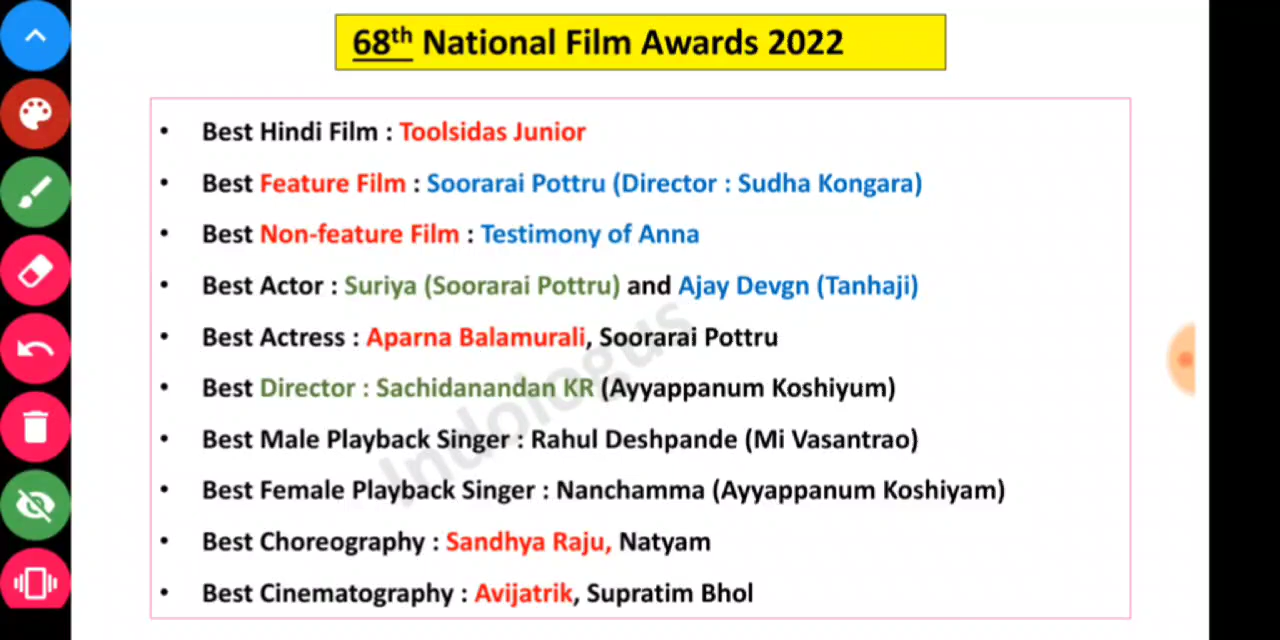 68th National Film Awards 2022
• Best Hindi Film : Toolsidas Junior
• Best Feature Film : Soorarai Pottru (Director : Sudha Kongara)
• Best Non-feature Film : Testimony of Anna
• Best Actor : Suriya (Soorarai Pottru) and Ajay Devgn (Tanhaji)
• Best Actress : Aparna Balamurali, Soorarai Pottru
• Best Director : Sachidanandan KR (Ayyappanum Koshiyum)
• Best Male Playback Singer : Rahul Deshpande (Mi Vasantrao)
• Best Female Playback Singer : Nanchamma (Ayyappanum Koshiyam)
• Best Choreography : Sandhya Raju, Natyam
• Best Cinematography : Avijatrik, Supratim Bhol
Indologus